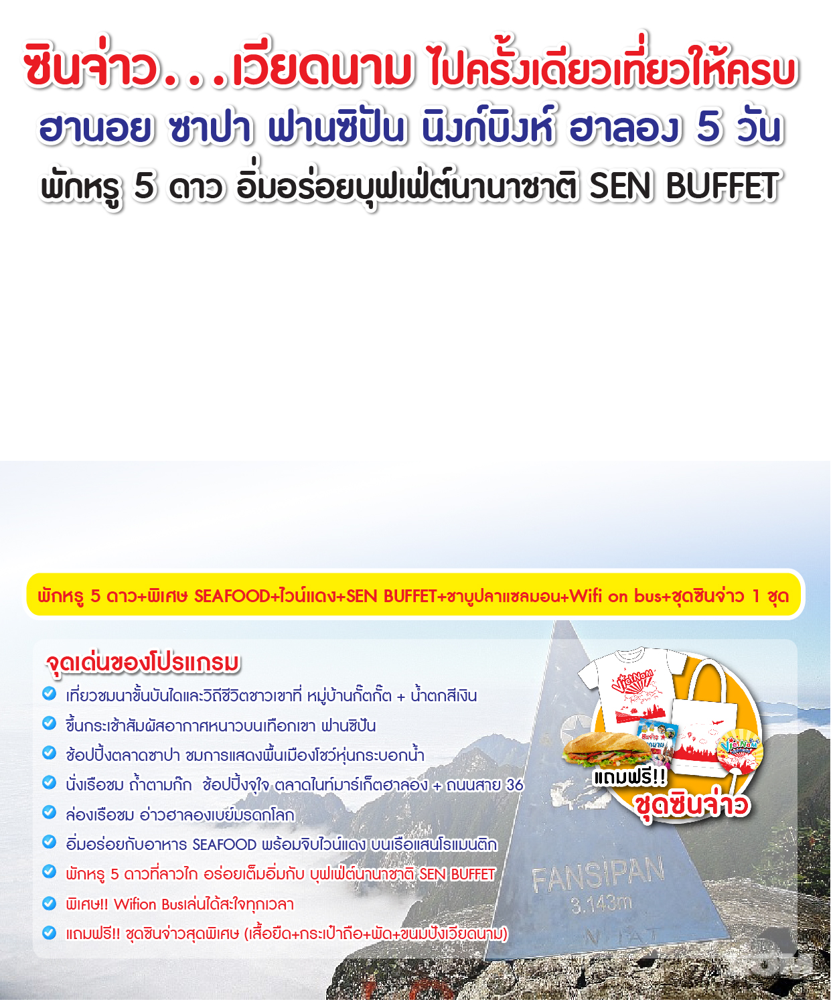 ซินจ่าว...เวียดนาม ไปครั้งเดียวเที่ยวให้ครบ
ฮานอย ซาปา ฟานซิปัน นิงก์บิงห์ ฮาลอง 5 วัน
พักหรู 5 ดาว อิ่มอร่อยบุฟเฟ่ต์นานาชาติ SEN BUFFET
พักหรู 5 ดาว+พิเศษ SEAFOOD+ไวน์แดง+SEN BUFFET+ชาบูปลาแซลมอน+Wifi on bus+ชุดซินจ่าว 1 ชุด
จุดเด่นของโปรแกรม
เที่ยวชมนาขั้นบันไดและวิถีชีวิตชาวเขาที่ หมู่บ้านกั๊ตกั๊ต + น้ำตกสีเงิน
ขึ้นกระเช้าสัมผัสอากาศหนาวบนเทือกเขา ฟานซิปัน
ช้อปปิ้งตลาดซาปา ชมการแสดงพื้นเมืองโชว์หุ่นกระบอกน้ำ
นั่งเรือชม ถ้ำตามก๊ก ช้อปปิ้งจุใจ ตลาดไนท์มาร์เก็ตฮาลอง + ถนนสาย 36
ล่องเรือชม อ่าวฮาลองเบย์มรดกโลก
อิ่มอร่อยกับอาหาร SEAFOOD พร้อมจิบไวน์แดง บนเรือแสนโรแมนติก
พักหรู 5 ดาวที่ลาวไก อร่อยเต็มอิ่มกับ บุฟเฟ่ต์นานาชาติ SEN BUFFET
พิเศษ!! Wifion Busเล่นได้สะใจทุกเวลา
แถมฟรี!! ชุดซินจ่าวสุดพิเศษ (เสื้อยืด+กระเป๋าถือ+พัด+ขนมปังเวียดนาม)
VietNaM
VietNaM
แถมฟรี!!
ชุดซินจ่าว
FANSIPAN
3.143m